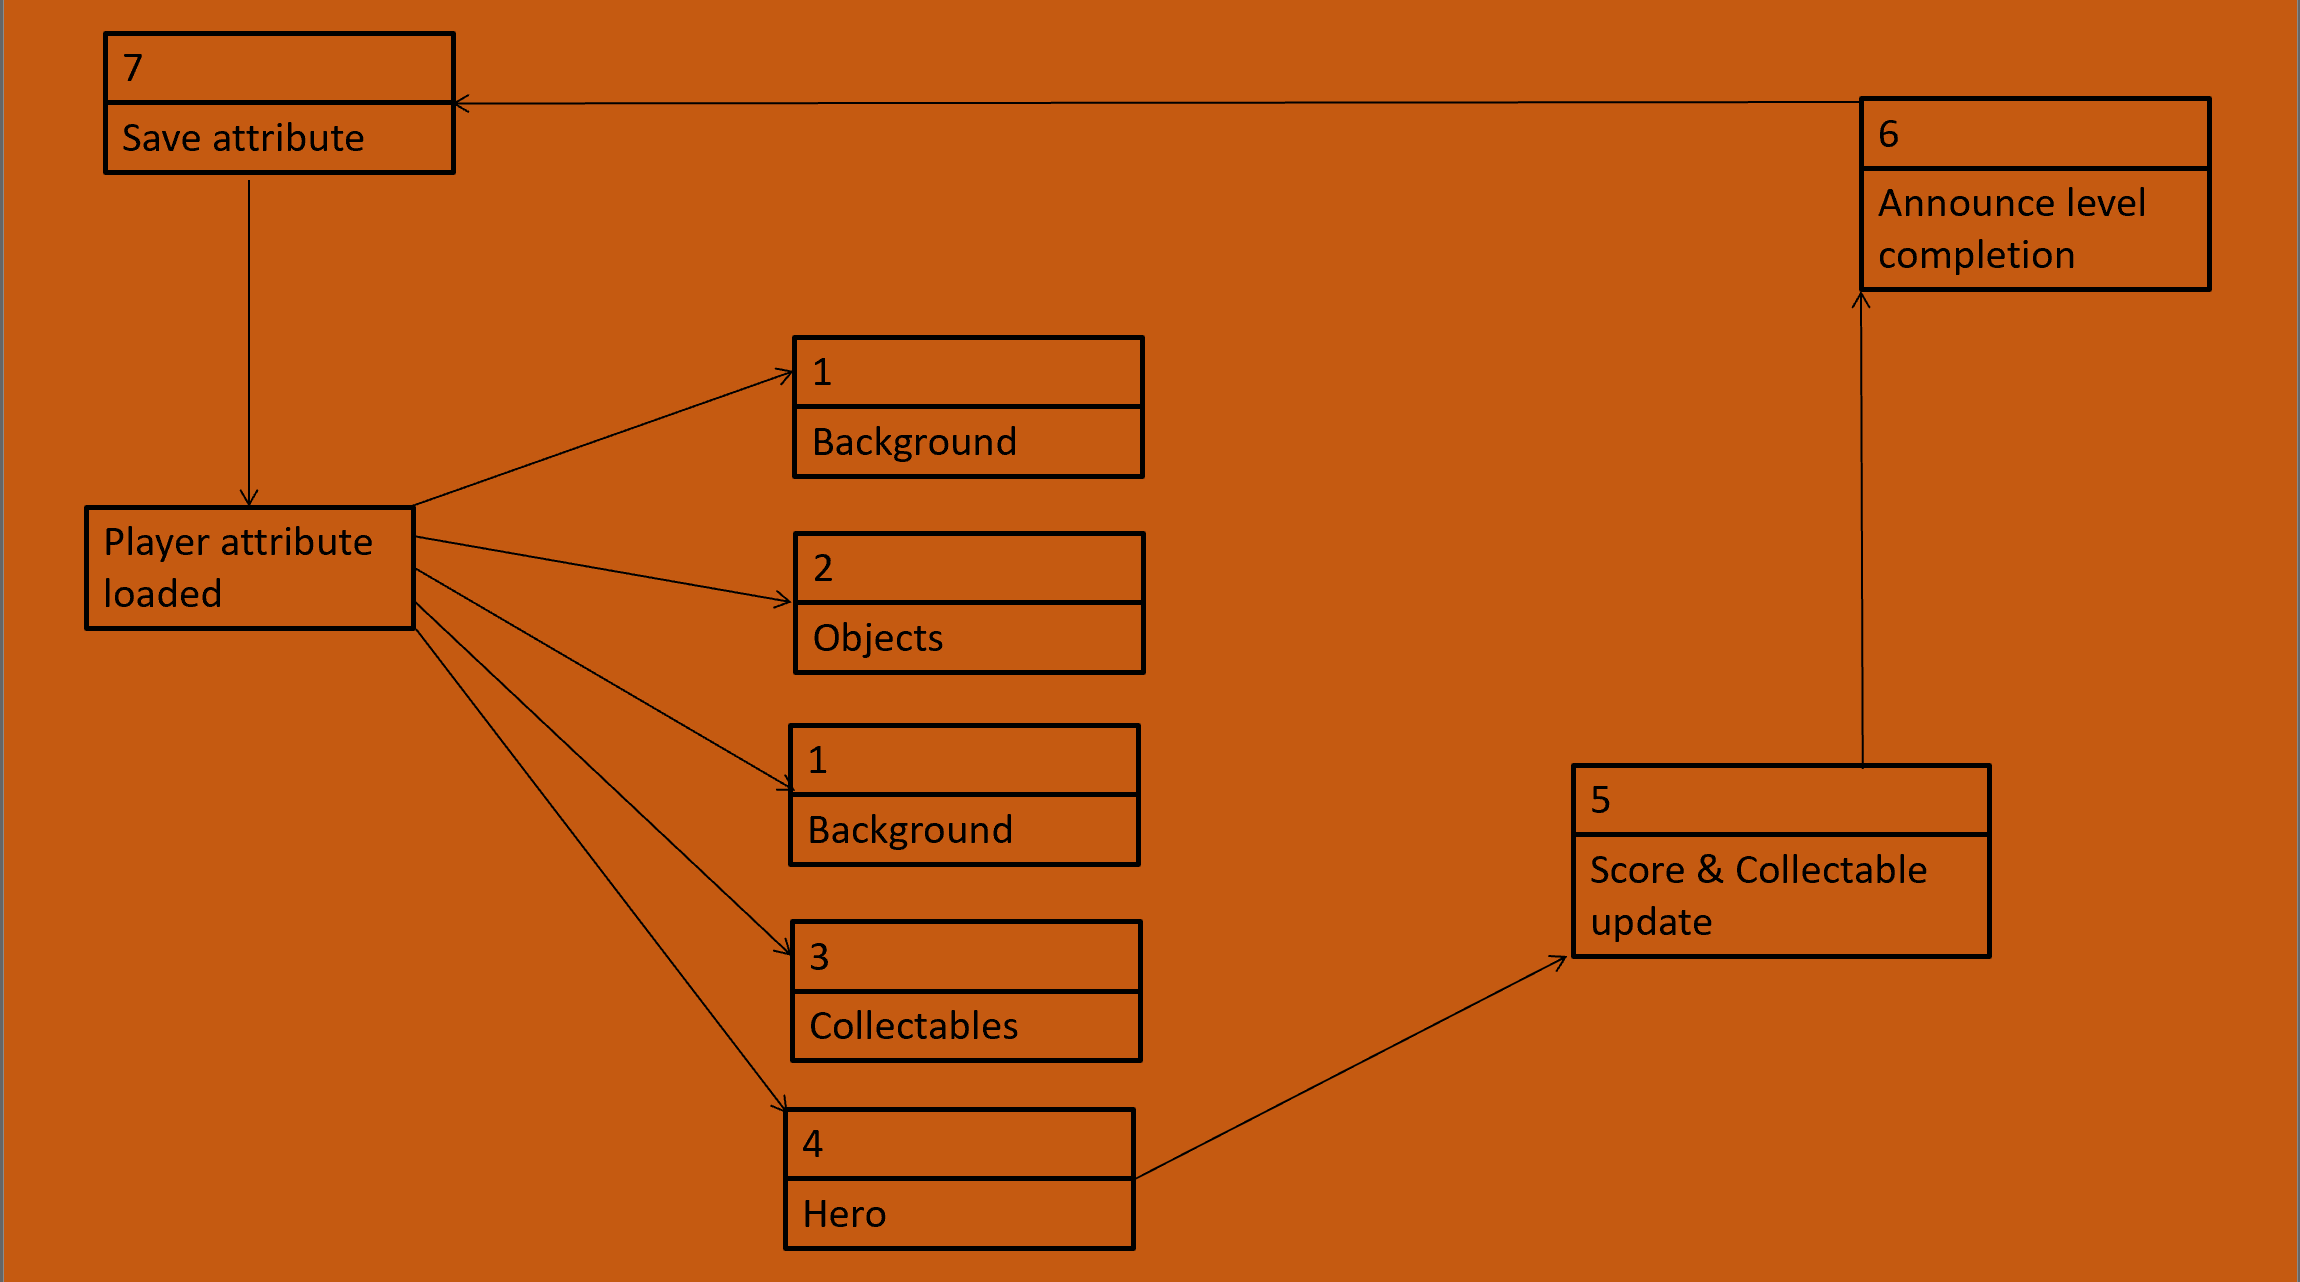 7
Save attribute
6
Announce level
completion
1
Background
Player attribute
loaded
2
Objects
1
Background
5
Score & Collectable
update
3
Collectables
4
Hero